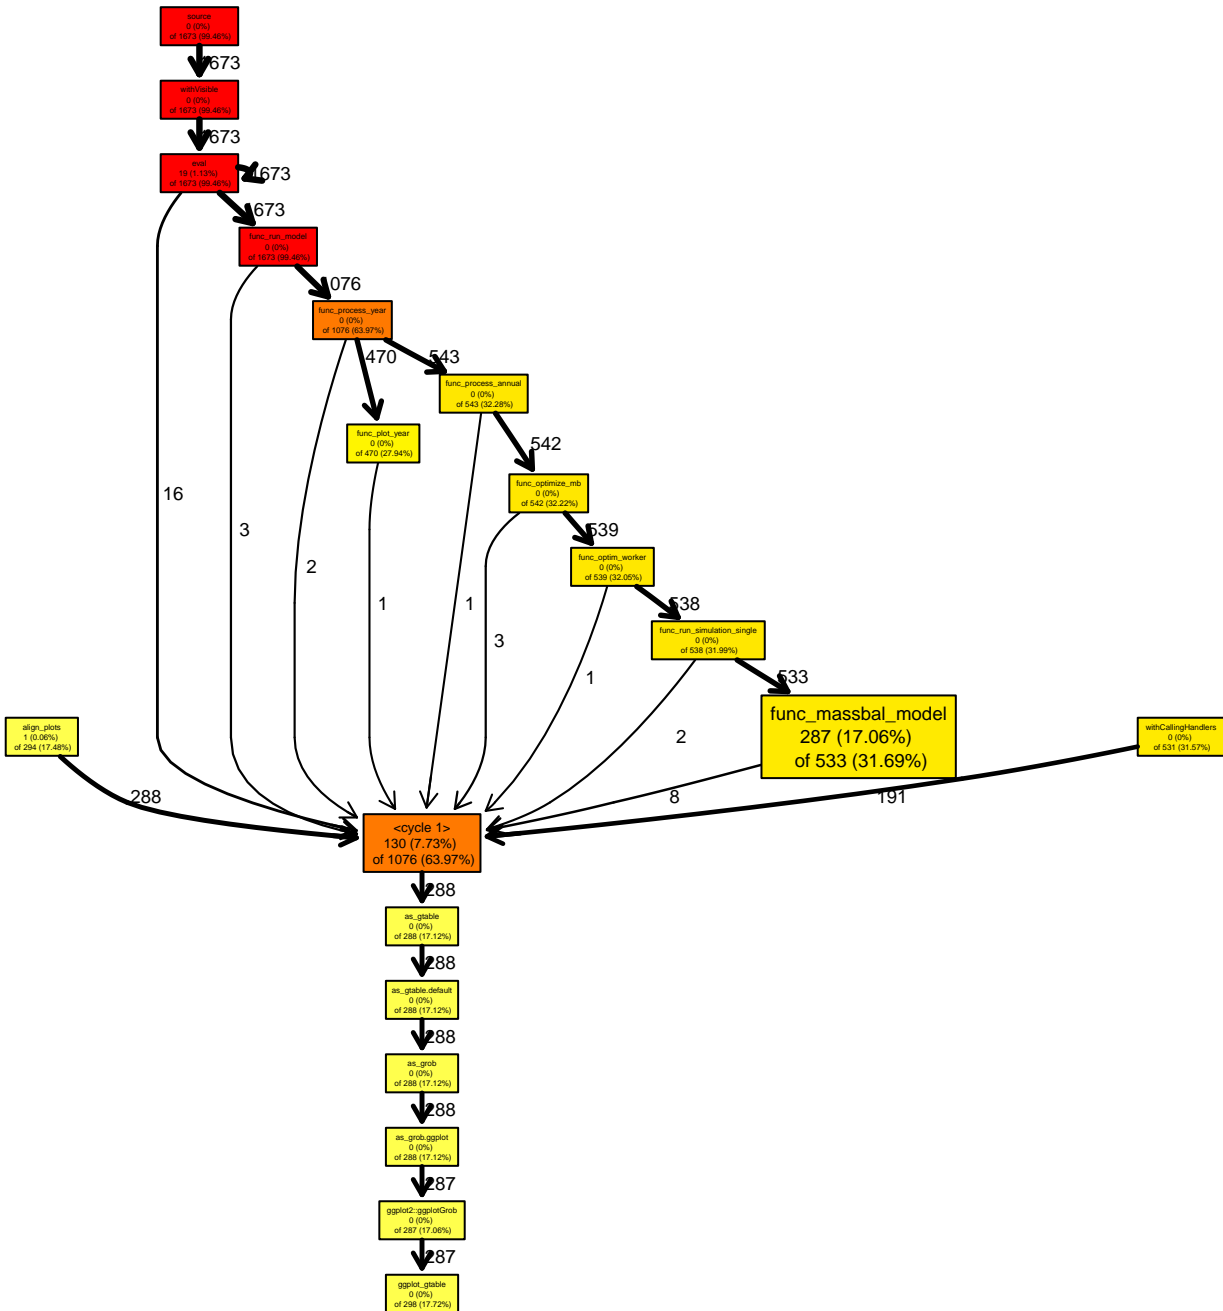 source
0 (0%)
of 1673 (99.46%)
1673
withVisible
0 (0%)
of 1673 (99.46%)
1673
eval
19 (1.13%)
of 1673 (99.46%)
1673
1673
func_run_model
0 (0%)
of 1673 (99.46%)
1076
func_process_year
0 (0%)
of 1076 (63.97%)
470
543
func_process_annual
0 (0%)
of 543 (32.28%)
func_plot_year
0 (0%)
of 470 (27.94%)
542
func_optimize_mb
0 (0%)
of 542 (32.22%)
16
3
2
539
func_optim_worker
0 (0%)
of 539 (32.05%)
1
1
3
538
func_run_simulation_single
0 (0%)
of 538 (31.99%)
1
533
func_massbal_model
287 (17.06%)
of 533 (31.69%)
align_plots
1 (0.06%)
of 294 (17.48%)
2
withCallingHandlers
0 (0%)
of 531 (31.57%)
288
8
191
<cycle 1>
130 (7.73%)
of 1076 (63.97%)
288
as_gtable
0 (0%)
of 288 (17.12%)
288
as_gtable.default
0 (0%)
of 288 (17.12%)
288
as_grob
0 (0%)
of 288 (17.12%)
288
as_grob.ggplot
0 (0%)
of 288 (17.12%)
287
ggplot2::ggplotGrob
0 (0%)
of 287 (17.06%)
287
ggplot_gtable
0 (0%)
of 298 (17.72%)